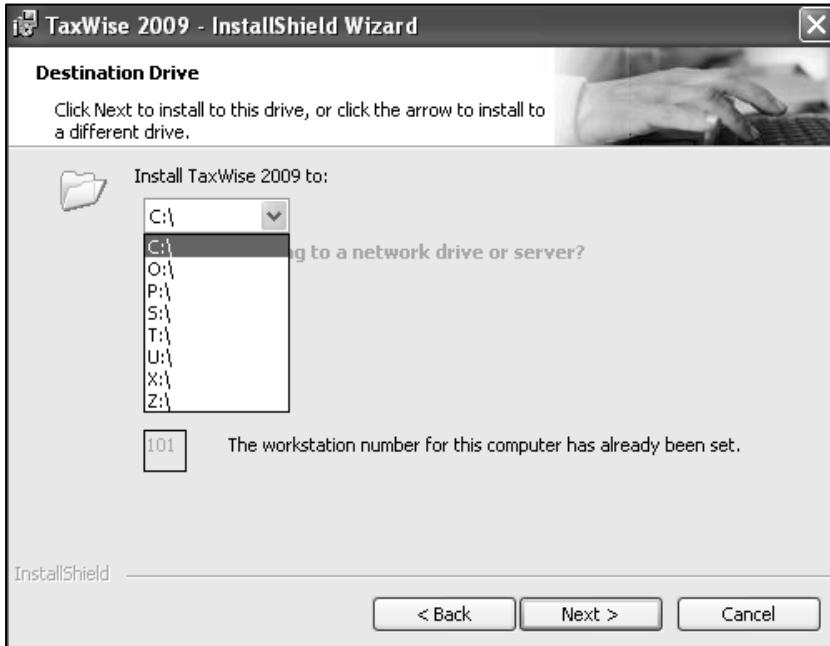 TaxWise 2009 - InstallShield Wizard
Destination Drive
Click Next to install to this drive, or click the arrow to install to
a different drive.
Install TaxWise 2009 to:
C:\
C:\
to a network drive or server?
O:\
P:\
S:\
T:\
U:\
X:\
Z:\
101 The workstation number for this computer has already been set.
InstallShield
< Back Next > Cancel